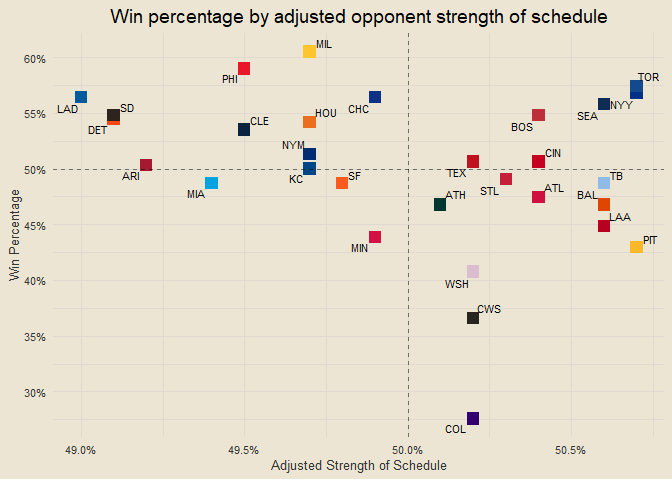 Win percentage by adjusted opponent strength of schedule
60%
55%
50%
45%
40%
35%
30%
Win Percentage
MIL
PHI
TOR
LAD
SD
DET
CHC
HOU
CLE
NYY
SEA
BOS
NYM
ARI
KC
SF
MIA
TEX
CIN
STL
ATH
ATL
TB
BAL
LAA
MIN
PIT
WSH
CWS
COL
49.0%
49.5%
50.0%
50.5%
Adjusted Strength of Schedule